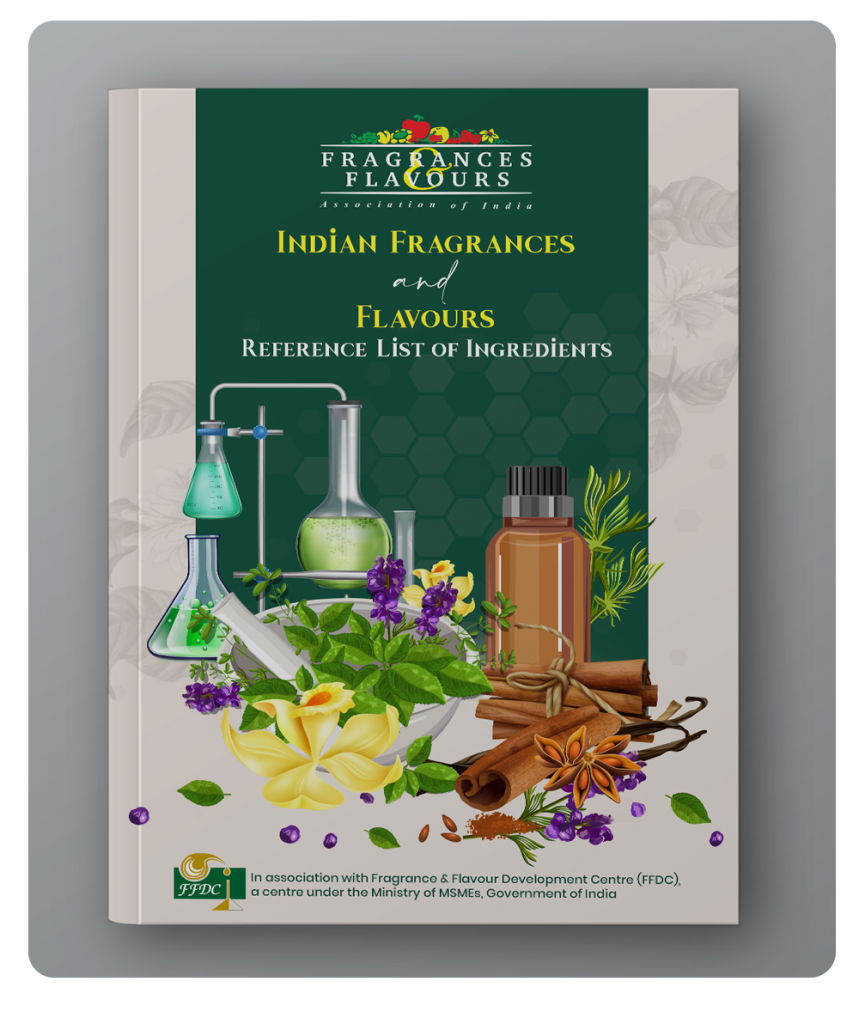 FRAGRANCES
&
FLAVOURS
Association of India
INDIAN FRAGRANCES
and
FLAVOURS
REFERENCE LIST OF INGREDIENTS
FFDC
In association with Fragrance & Flavour Development Centre (FFDC),
a centre under the Ministry of MSMEs, Government of India